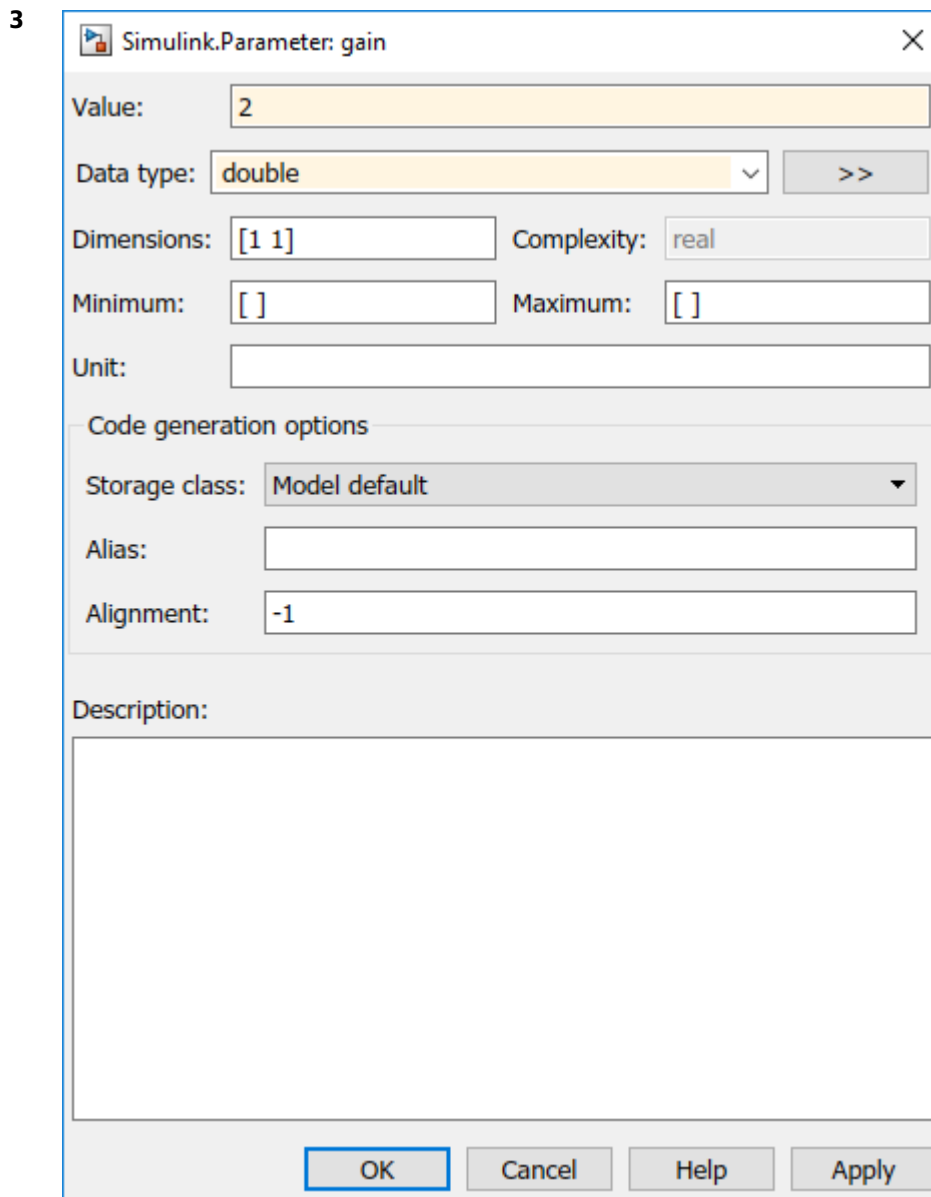 3
Simulink.Parameter: gain
Value: 2
Data type: double >>
Dimensions: [1 1] Complexity: real
Minimum: [ ] Maximum: [ ]
Unit:
Code generation options
Storage class: Model default
Alias:
Alignment: -1
Description:
OK Cancel Help Apply